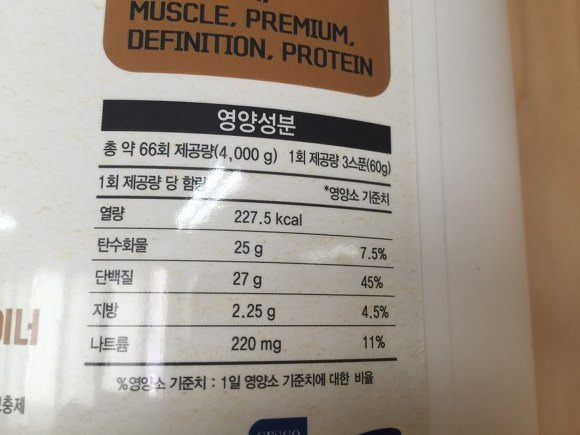 MUSCLE, PREMIUM,
DEFINITION, PROTEIN
영양성분
총 약 66회 제공량(4,000 g) 1회 제공량 3스푼(60g)
1회 제공량 당 함량 *영양소 기준치
열량 227.5 kcal
탄수화물 25 g 7.5%
단백질 27 g 45%
지방 2.25 g 4.5%
나트륨 220 mg 11%
%영양소 기준치 : 1일 영양소 기준치에 대한 비율
이너
충제